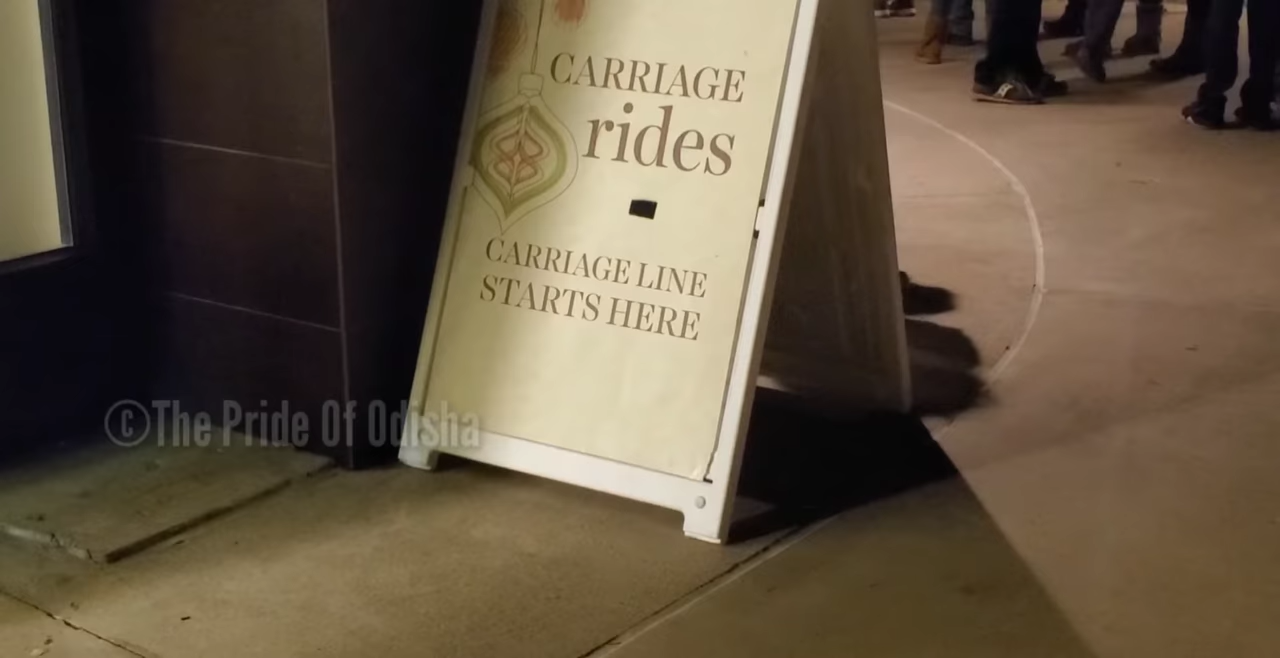 CARRIAGE
rides
CARRIAGE LINE
STARTS HERE
©The Pride Of Odisha